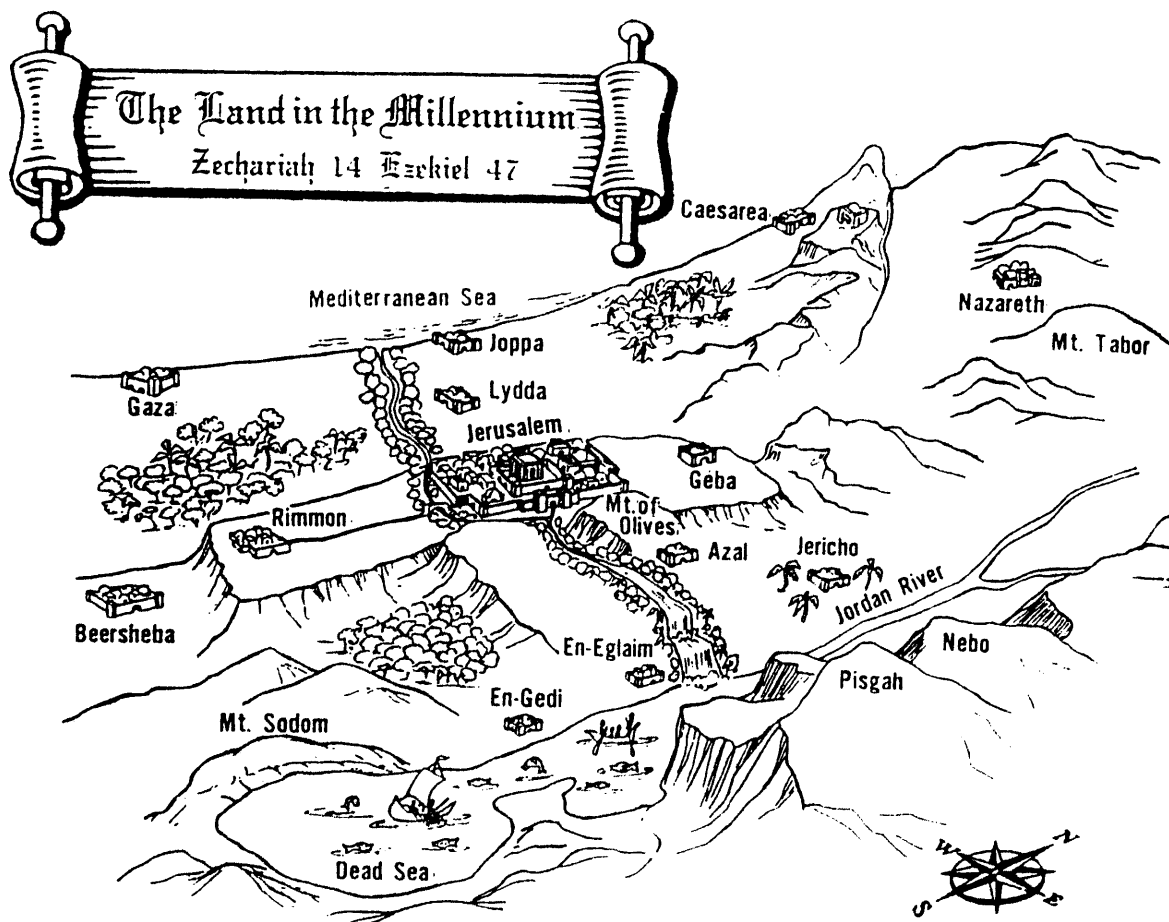 The Land in the Millennium
Zechariah 14 Ezekiel 47
Caesarea
Mediterranean Sea
Nazareth
Joppa
Mt. Tabor
Gaza
Lydda
Jerusalem
Geba
Rimmon
Mt. of
Olives
Azal
Jericho
Jordan River
Beersheba
En-Eglaim
Nebo
Pisgah
En-Gedi
Mt. Sodom
Dead Sea
W
N
S
E